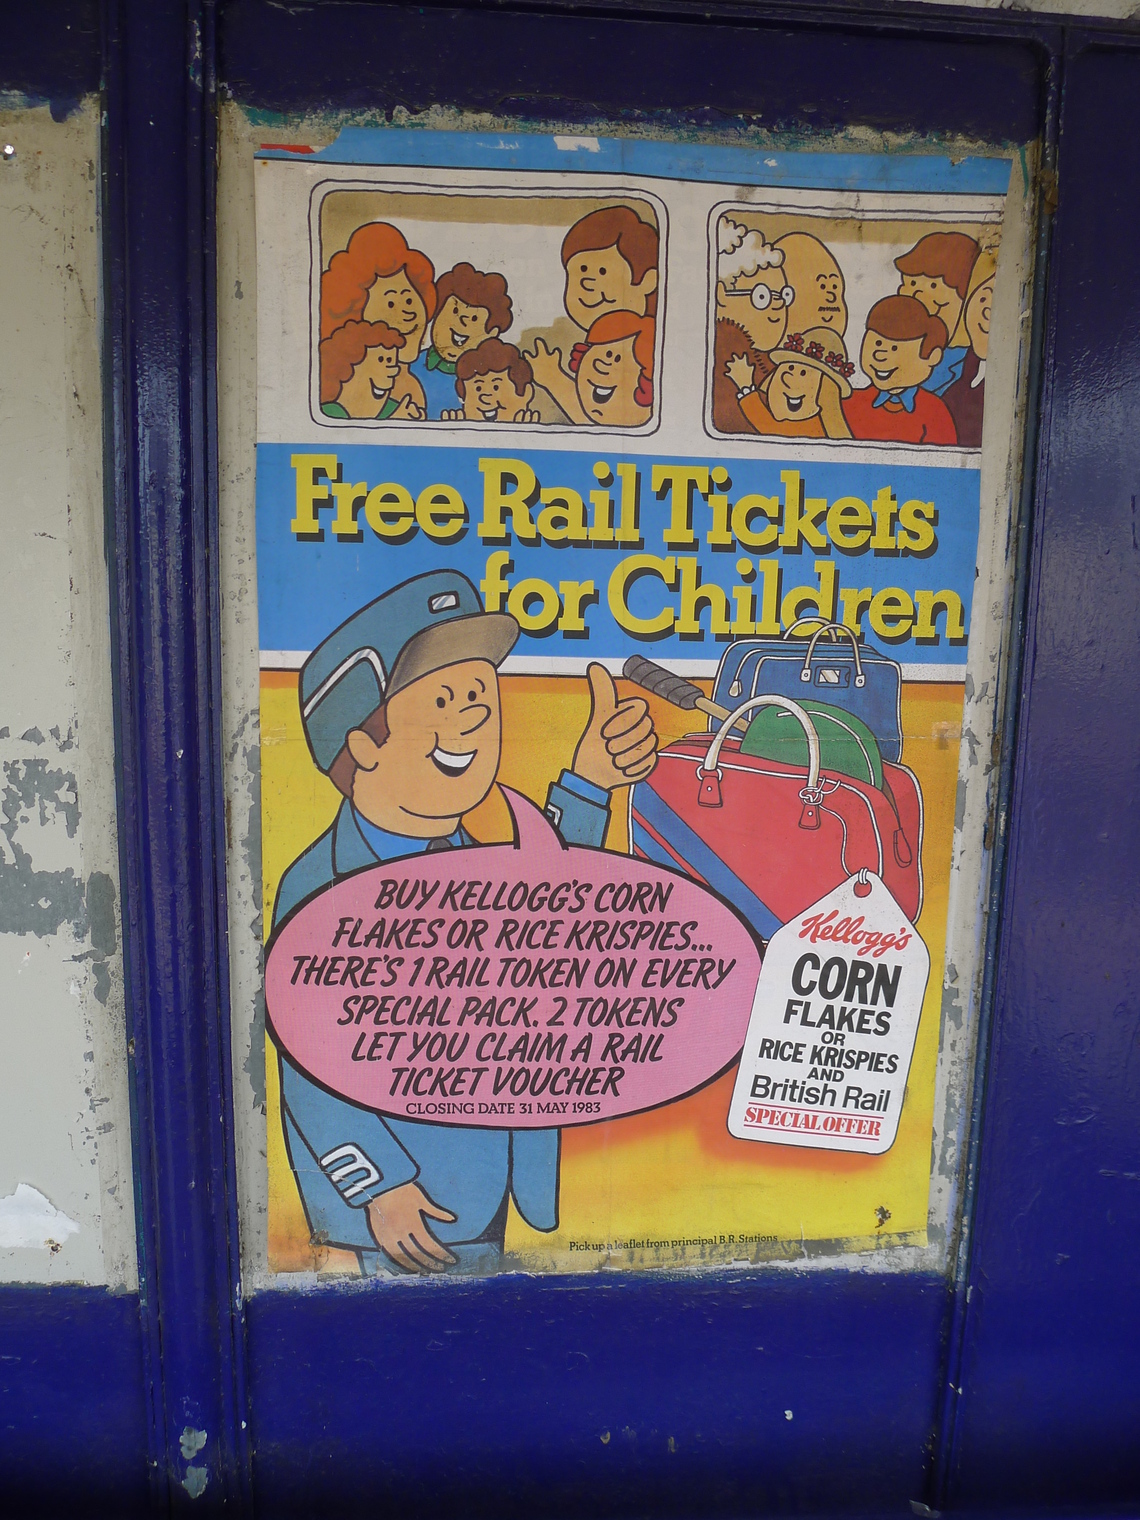 Free Rail Tickets
for Children
BUY KELLOGG'S CORN
FLAKES OR RICE KRISPIES...
THERE'S 1 RAIL TOKEN ON EVERY
SPECIAL PACK. 2 TOKENS
LET YOU CLAIM A RAIL
TICKET VOUCHER
CLOSING DATE 31 MAY 1983
Kellogg's
CORN
FLAKES
OR
RICE KRISPIES
AND
British Rail
SPECIAL OFFER
Pick up a leaflet from principal B.R. Stations